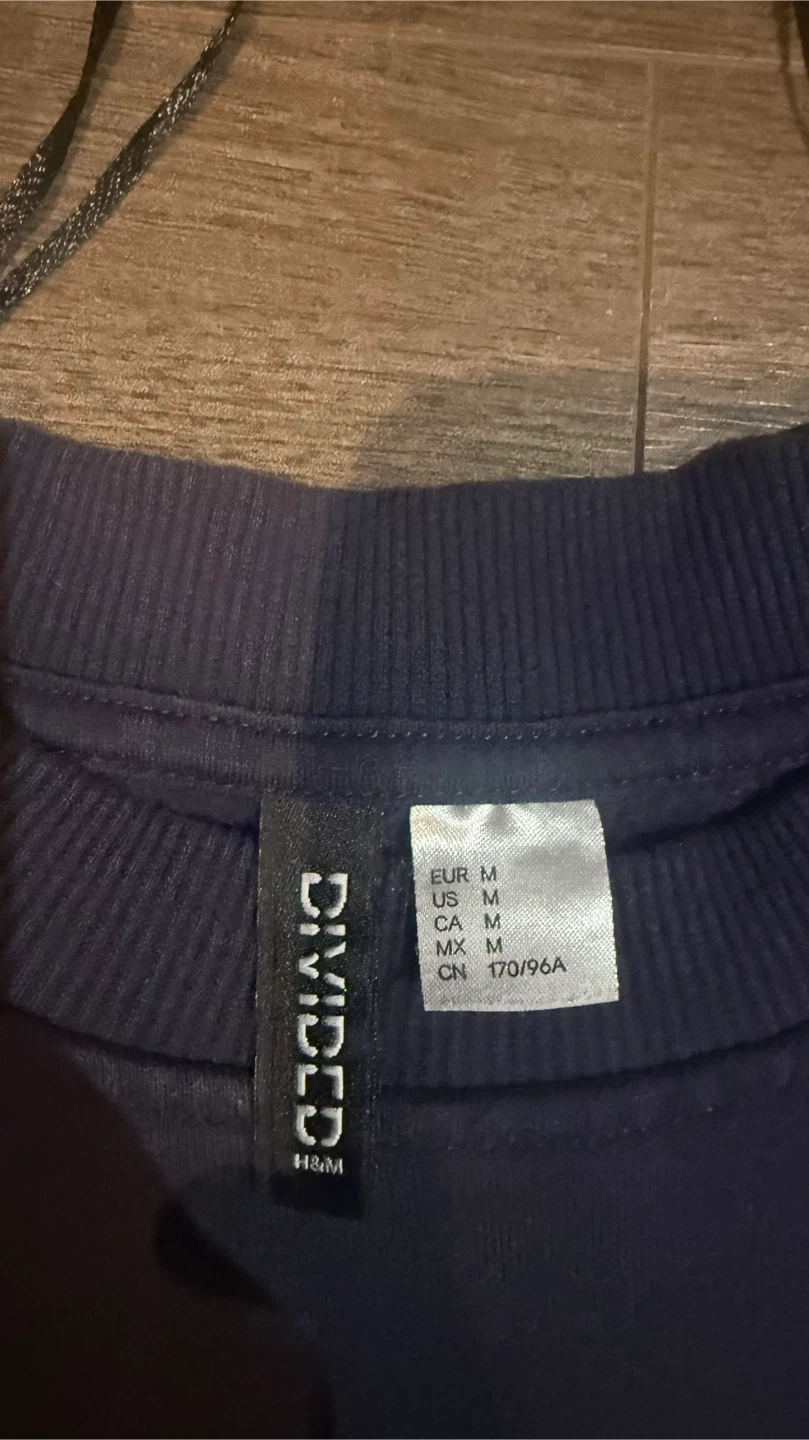 DIVIDED
H&M
EUR M
US M
CA M
MX M
CN 170/96A